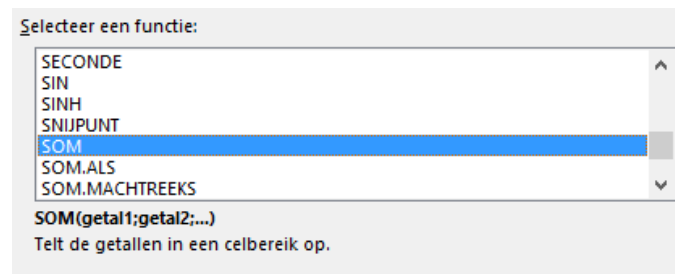 Selecteer een functie:
SECONDE
SIN
SINH
SNIJPUNT
SOM
SOM.ALS
SOM.MACHTREEKS
SOM(getal1;getal2;...)
Telt de getallen in een celbereik op.